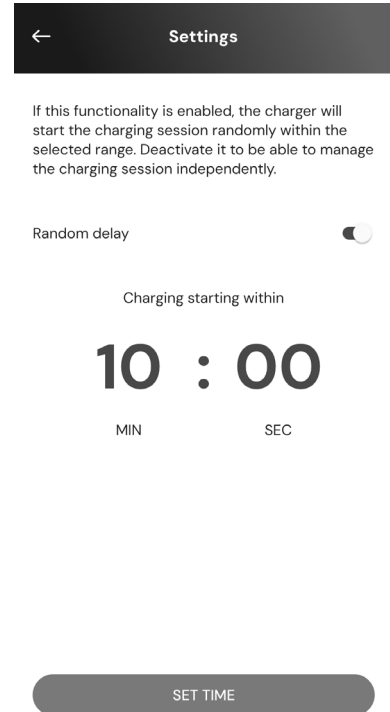 Settings
If this functionality is enabled, the charger will
start the charging session randomly within the
selected range. Deactivate it to be able to manage
the charging session independently.
Random delay
Charging starting within
10 : 00
MIN SEC
SET TIME